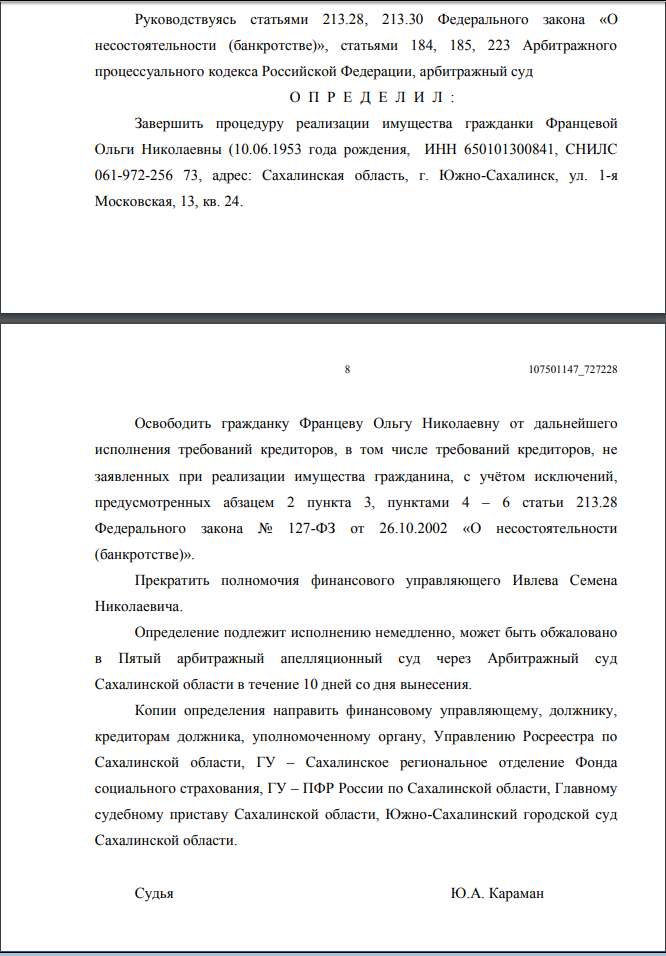 Руководствуясь статьями 213.28, 213.30 Федерального закона «О
несостоятельности (банкротстве)», статьями 184, 185, 223 Арбитражного
процессуального кодекса Российской Федерации, арбитражный суд
О П Р Е Д Е Л И Л :
Завершить процедуру реализации имущества гражданки Францевой
Ольги Николаевны (10.06.1953 года рождения, ИНН 650101300841, СНИЛС
061-972-256 73, адрес: Сахалинская область, г. Южно-Сахалинск, ул. 1-я
Московская, 13, кв. 24.
8 107501147_727228
Освободить гражданку Францеву Ольгу Николаевну от дальнейшего
исполнения требований кредиторов, в том числе требований кредиторов, не
заявленных при реализации имущества гражданина, с учётом исключений,
предусмотренных абзацем 2 пункта 3, пунктами 4 – 6 статьи 213.28
Федерального закона № 127-ФЗ от 26.10.2002 «О несостоятельности
(банкротстве)».
Прекратить полномочия финансового управляющего Ивлева Семена
Николаевича.
Определение подлежит исполнению немедленно, может быть обжаловано
в Пятый арбитражный апелляционный суд через Арбитражный суд
Сахалинской области в течение 10 дней со дня вынесения.
Копии определения направить финансовому управляющему, должнику,
кредиторам должника, уполномоченному органу, Управлению Росреестра по
Сахалинской области, ГУ – Сахалинское региональное отделение Фонда
социального страхования, ГУ – ПФР России по Сахалинской области, Главному
судебному приставу Сахалинской области, Южно-Сахалинский городской суд
Сахалинской области.
Судья Ю.А. Караман